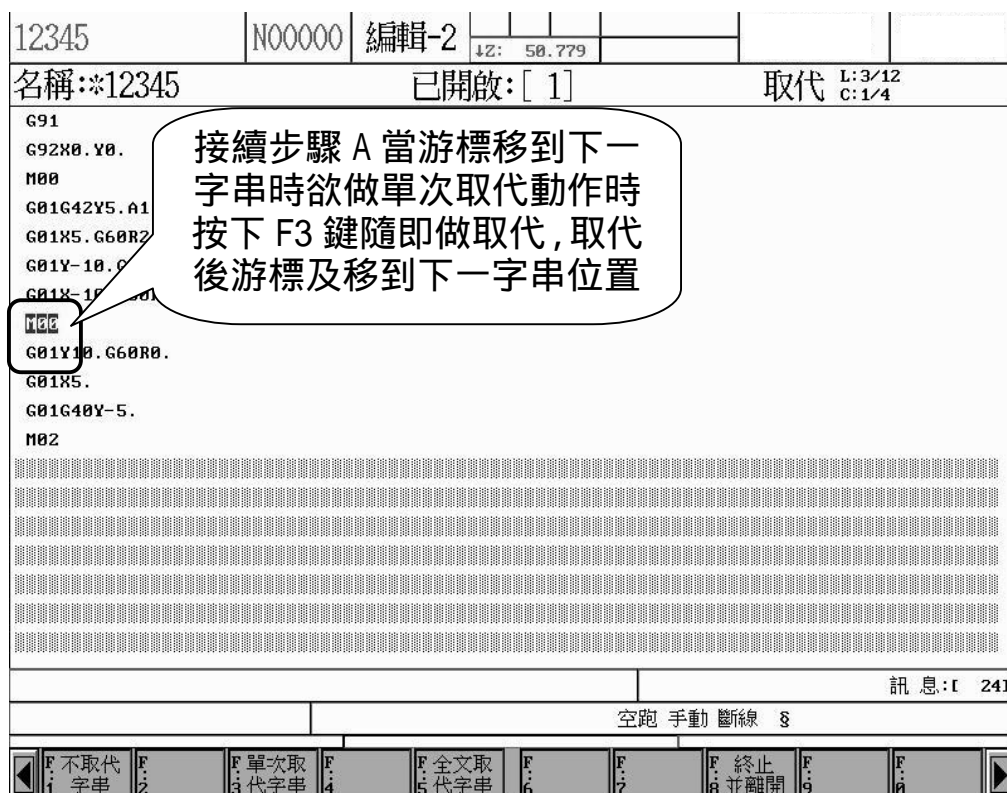 12345 N00000 編輯-2 ↓Z: 50.779
名稱:*12345 已開啟:[ 1] 取代 L:3/12
C:1/4
G91
G92X0.Y0.
M00
G01G42Y5.A1
G01X5.G60R2
G01Y-10.G
G01X-10
接續步驟 A 當游標移到下一
字串時欲做單次取代動作時
按下 F3 鍵隨即做取代,取代
後游標及移到下一字串位置
M00
G01Y10.G60R0.
G01X5.
G01G40Y-5.
M02
訊 息:[ 24]
空跑 手動 斷線 §
F1 不取代字串 F2 F3 單次取代字串 F4 F5 全文取代字串 F6 F7 F8 終止並離開 F9 F0